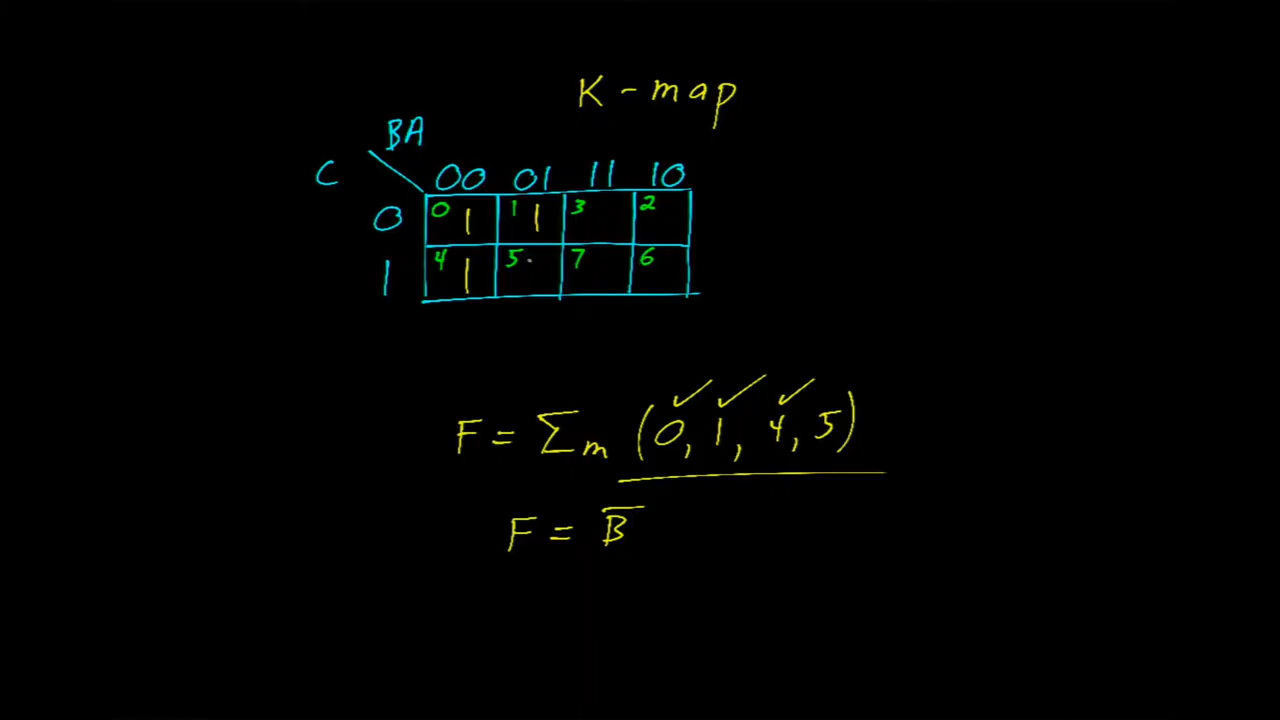 K-map
BA
C 00 01 11 10
0 0 1 1 1 3 2
1 4 1 5 7 6
F = Σm (0, 1, 4, 5)
F = B̅